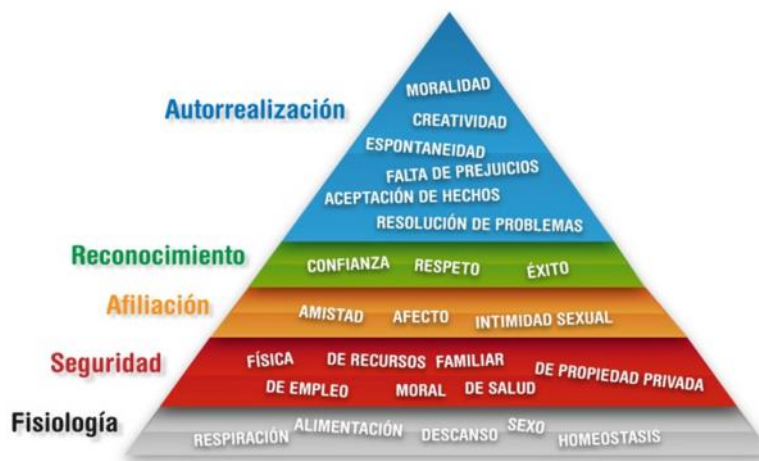 Autorrealización
MORALIDAD
CREATIVIDAD
ESPONTANEIDAD
FALTA DE PREJUICIOS
ACEPTACIÓN DE HECHOS
RESOLUCIÓN DE PROBLEMAS
Reconocimiento
CONFIANZA RESPETO ÉXITO
Afiliación
AMISTAD AFECTO INTIMIDAD SEXUAL
Seguridad
FÍSICA DE RECURSOS FAMILIAR DE PROPIEDAD PRIVADA
DE EMPLEO MORAL DE SALUD
Fisiología
RESPIRACIÓN ALIMENTACIÓN DESCANSO SEXO HOMEOSTASIS